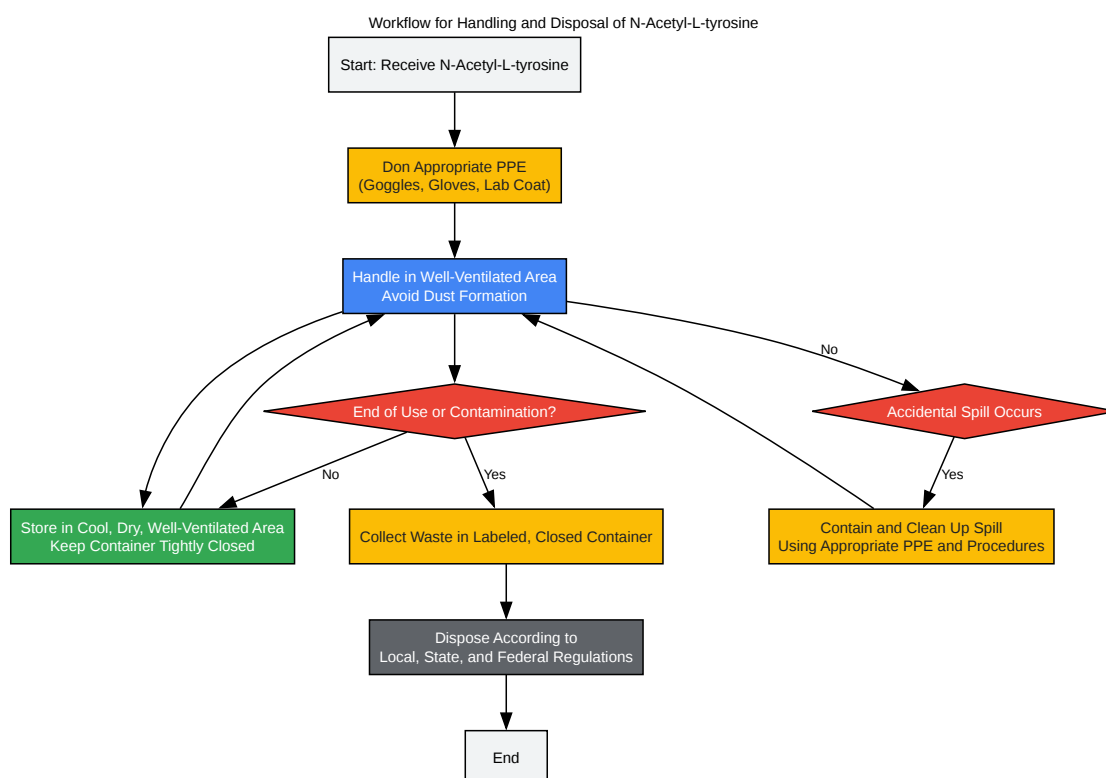 Workflow for Handling and Disposal of N-Acetyl-L-tyrosine
Start: Receive N-Acetyl-L-tyrosine
Don Appropriate PPE
(Goggles, Gloves, Lab Coat)
Handle in Well-Ventilated Area
Avoid Dust Formation
No
End of Use or Contamination?
Accidental Spill Occurs
No
Yes
Yes
Store in Cool, Dry, Well-Ventilated Area
Keep Container Tightly Closed
Collect Waste in Labeled, Closed Container
Contain and Clean Up Spill
Using Appropriate PPE and Procedures
Dispose According to
Local, State, and Federal Regulations
End